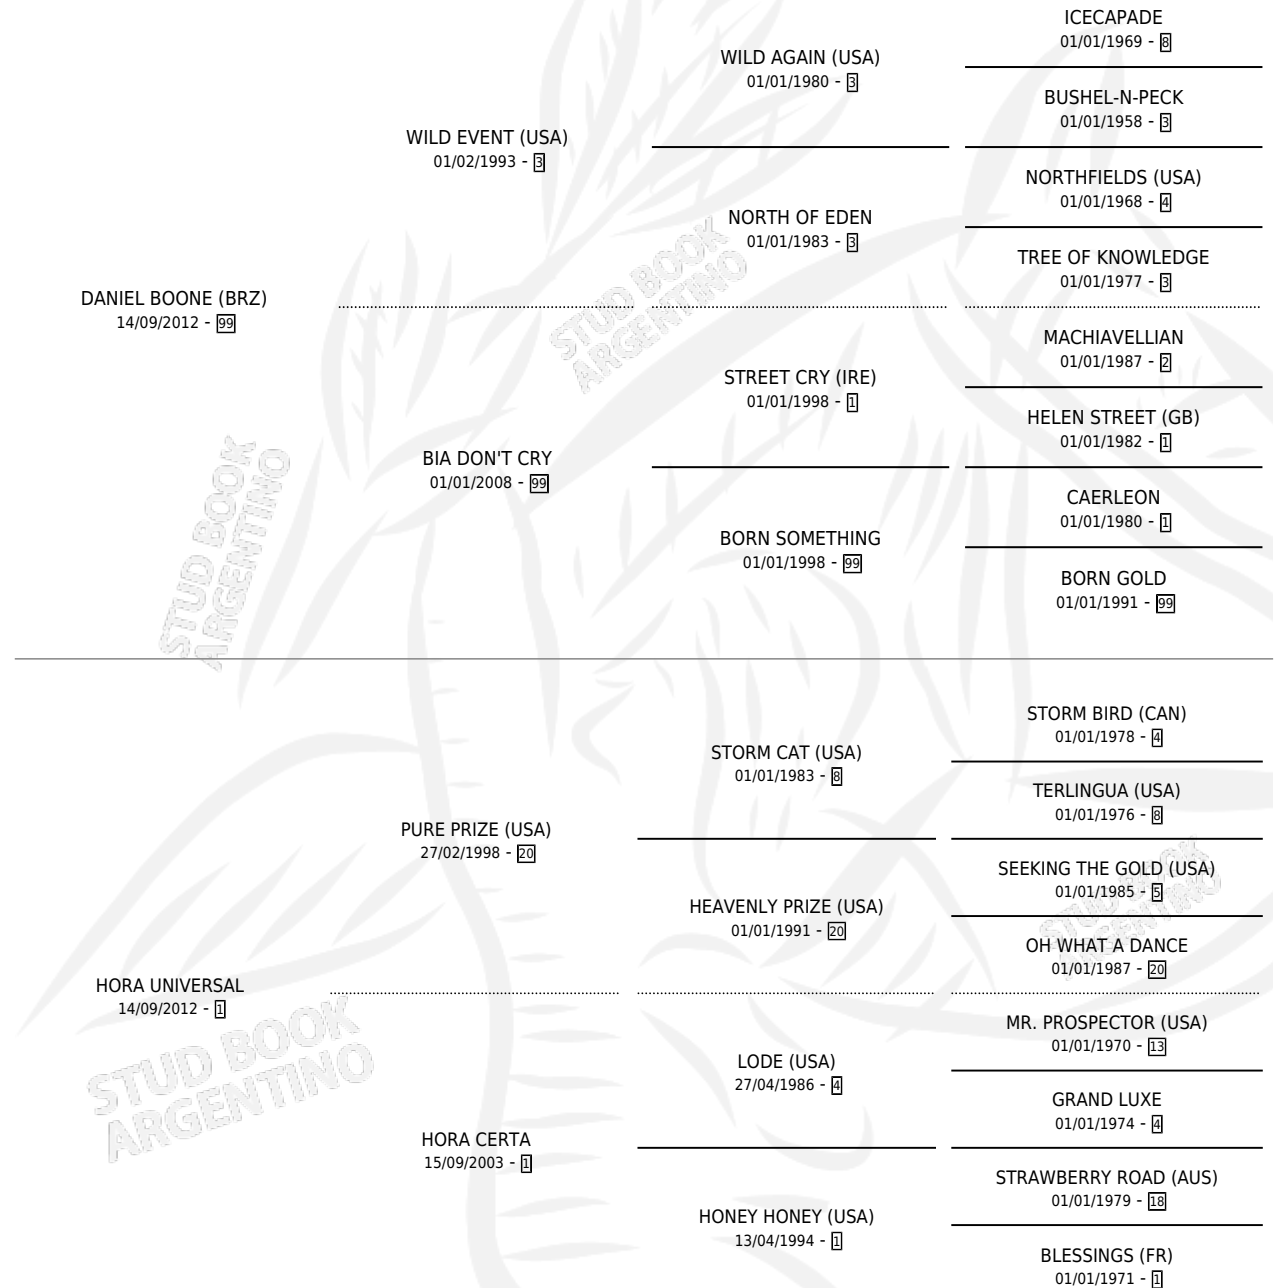 ICECAPADE
01/01/1969 - 8
WILD AGAIN (USA)
01/01/1980 - 3
BUSHEL-N-PECK
01/01/1958 - 3
WILD EVENT (USA)
01/02/1993 - 3
NORTHFIELDS (USA)
01/01/1968 - 4
NORTH OF EDEN
01/01/1983 - 3
TREE OF KNOWLEDGE
01/01/1977 - 3
DANIEL BOONE (BRZ)
14/09/2012 - 99
MACHIAVELLIAN
01/01/1987 - 2
STREET CRY (IRE)
01/01/1998 - 1
HELEN STREET (GB)
01/01/1982 - 1
BIA DON'T CRY
01/01/2008 - 99
CAERLEON
01/01/1980 - 1
BORN SOMETHING
01/01/1998 - 99
BORN GOLD
01/01/1991 - 99
STORM BIRD (CAN)
01/01/1978 - 4
STORM CAT (USA)
01/01/1983 - 8
TERLINGUA (USA)
01/01/1976 - 8
PURE PRIZE (USA)
27/02/1998 - 20
SEEKING THE GOLD (USA)
01/01/1985 - 5
HEAVENLY PRIZE (USA)
01/01/1991 - 20
OH WHAT A DANCE
01/01/1987 - 20
HORA UNIVERSAL
14/09/2012 - 1
MR. PROSPECTOR (USA)
01/01/1970 - 13
LODE (USA)
27/04/1986 - 4
GRAND LUXE
01/01/1974 - 4
HORA CERTA
15/09/2003 - 1
STRAWBERRY ROAD (AUS)
01/01/1979 - 18
HONEY HONEY (USA)
13/04/1994 - 1
BLESSINGS (FR)
01/01/1971 - 1
STUD BOOK
ARGENTINO
STUD BOOK
ARGENTINO
STUD BOOK
ARGENTINO
STUD BOOK
ARGENTINO